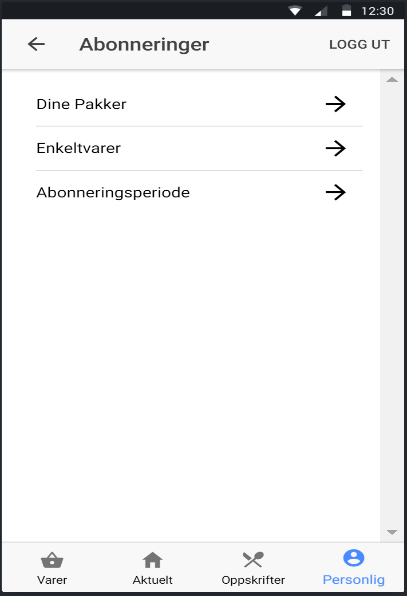 12:30
Abonneringer LOGG UT
Dine Pakker
Enkeltvarer
Abonneringsperiode
Varer Aktuelt Oppskrifter Personlig